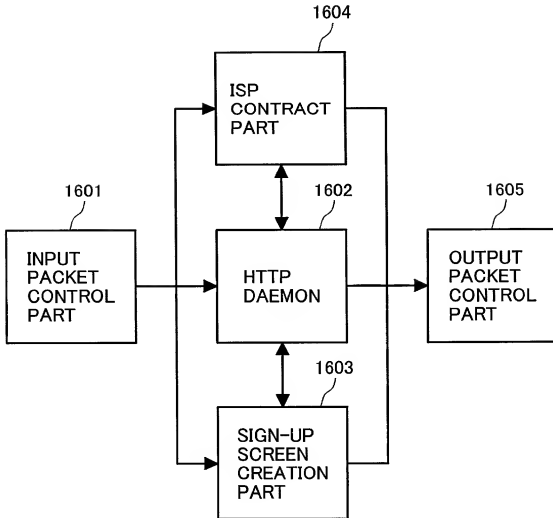 1604
ISP
CONTRACT
PART
1601
INPUT
PACKET
CONTROL
PART
1602
HTTP
DAEMON
1605
OUTPUT
PACKET
CONTROL
PART
1603
SIGN-UP
SCREEN
CREATION
PART